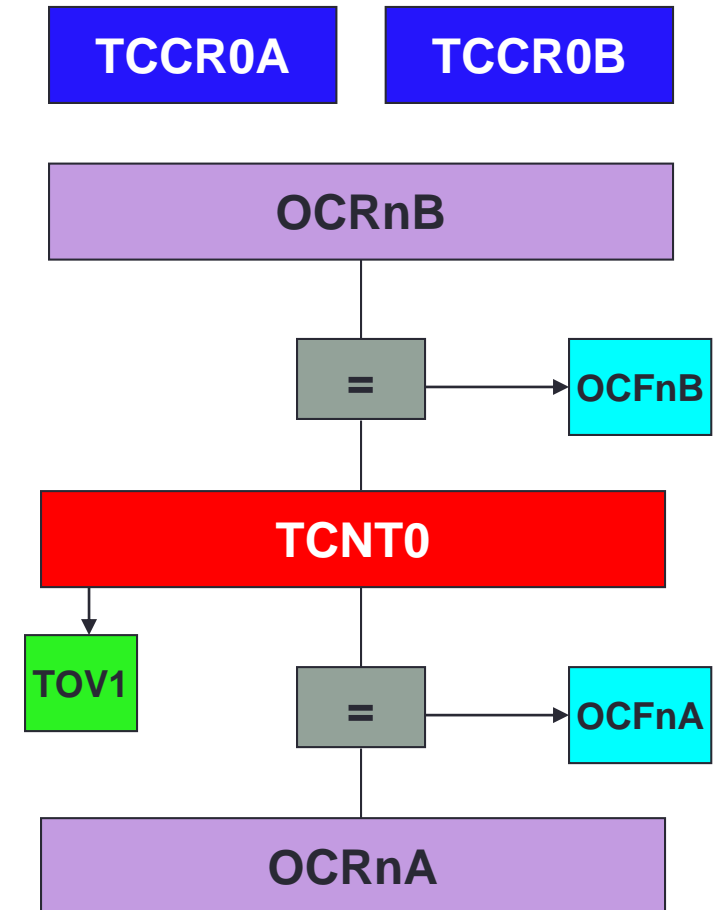 TCCR0A TCCR0B
OCRnB
=
OCFnB
TCNT0
TOV1
=
OCFnA
OCRnA